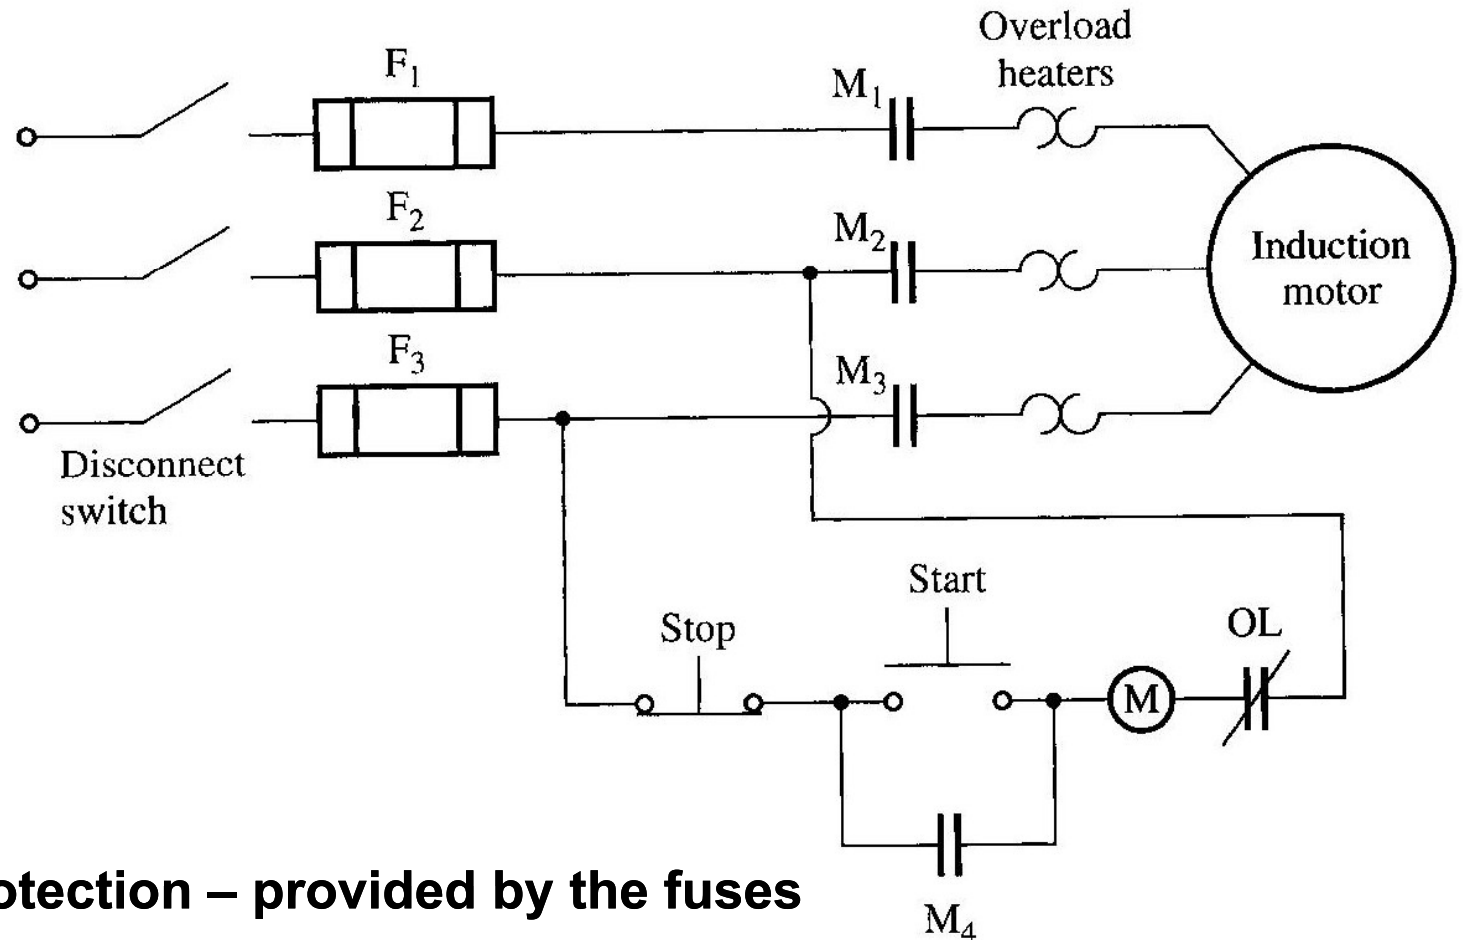 Overload
heaters
F₁
M₁
F₂
M₂
Induction
motor
F₃
M₃
Disconnect
switch
Start
Stop
OL
M
otection – provided by the fuses
M₄